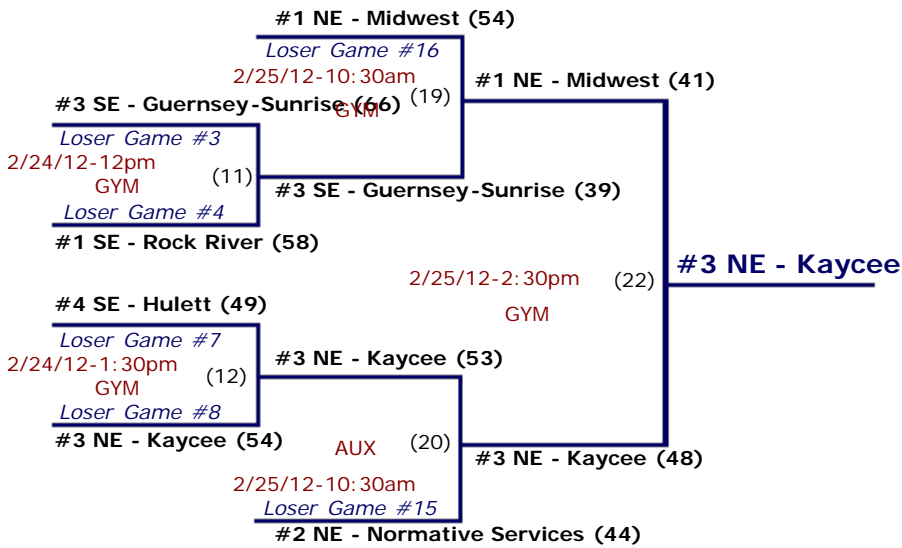 #1 NE - Midwest (54)
Loser Game #16
2/25/12-10:30am
(19)
GYM
#1 NE - Midwest (41)
#3 SE - Guernsey-Sunrise (66)
Loser Game #3
2/24/12-12pm
GYM
(11)
Loser Game #4
#1 SE - Rock River (58)
#3 SE - Guernsey-Sunrise (39)
#3 NE - Kaycee
2/25/12-2:30pm
(22)
GYM
#4 SE - Hulett (49)
Loser Game #7
2/24/12-1:30pm
GYM
(12)
Loser Game #8
#3 NE - Kaycee (54)
#3 NE - Kaycee (53)
AUX
(20)
#3 NE - Kaycee (48)
2/25/12-10:30am
Loser Game #15
#2 NE - Normative Services (44)